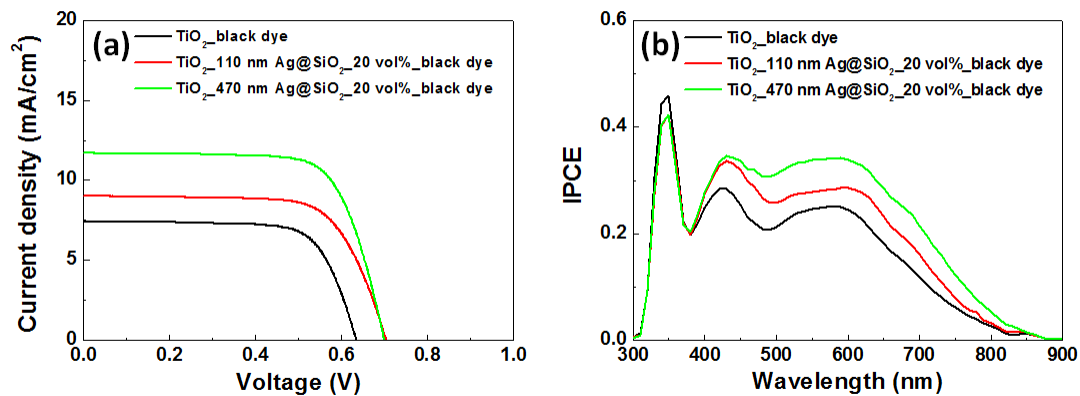 (a)
TiO₂_black dye
TiO₂_110 nm Ag@SiO₂_20 vol%_black dye
TiO₂_470 nm Ag@SiO₂_20 vol%_black dye
Current density (mA/cm²)
20
15
10
5
0
0.0 0.2 0.4 0.6 0.8 1.0
Voltage (V)
(b)
TiO₂_black dye
TiO₂_110 nm Ag@SiO₂_20 vol%_black dye
TiO₂_470 nm Ag@SiO₂_20 vol%_black dye
IPCE
0.6
0.4
0.2
0.0
300 400 500 600 700 800 900
Wavelength (nm)